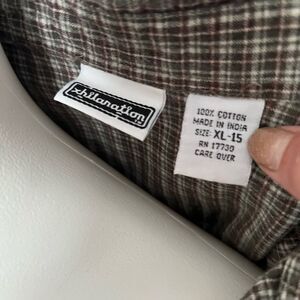 xhilaration
100% COTTON
MADE IN INDIA
SIZE: XL-15
RN 17730
CARE OVER